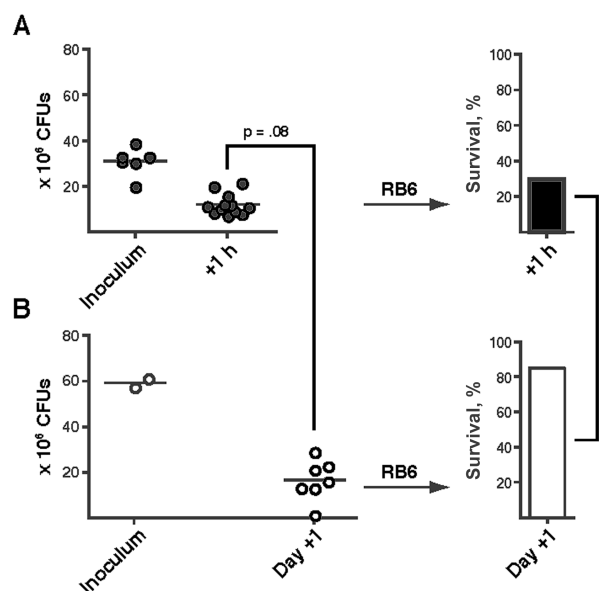 A
x 10⁶ CFUs
80
60
40
20
p = .08
Inoculum
+1 h
RB6
Survival, %
100
80
60
40
20
+1 h
B
x 10⁶ CFUs
80
60
40
20
Inoculum
Day +1
RB6
Survival, %
100
80
60
40
20
Day +1